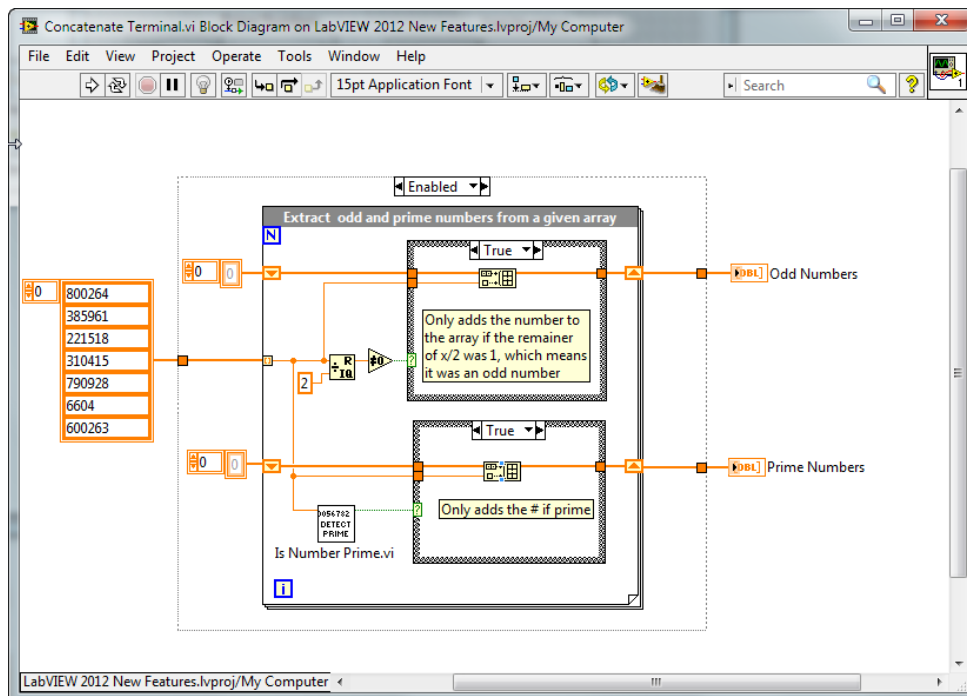 Concatenate Terminal.vi Block Diagram on LabVIEW 2012 New Features.lvproj/My Computer
File Edit View Project Operate Tools Window Help
15pt Application Font
Search
1
Enabled
Extract odd and prime numbers from a given array
N
True
0 0
DBL
Odd Numbers
0
800264
385961
221518
310415
790928
6604
600263
Only adds the number to
the array if the remainer
of x/2 was 1, which means
it was an odd number
R
IQ
≠0
?
2
True
0 0
DBL
Prime Numbers
?
Only adds the # if prime
0056782
DETECT
PRIME
Is Number Prime.vi
i
LabVIEW 2012 New Features.lvproj/My Computer